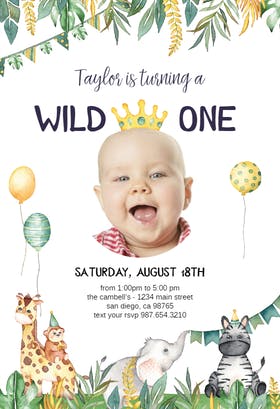 Taylor is turning a
WILD ONE
SATURDAY, AUGUST 18TH
from 1:00pm to 5:00 pm
the cambell's - 1234 main street
san diego, ca 98765
text your rsvp 987.654.3210